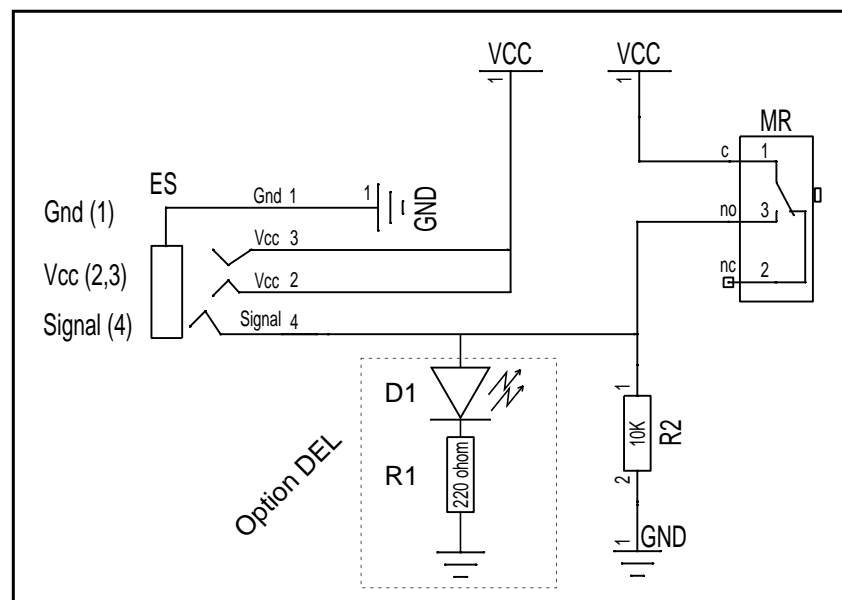 VCC
1
VCC
1
MR
c 1
no 3
nc 2
ES
Gnd (1)
Gnd 1
1
GND
Vcc 3
Vcc (2,3)
Vcc 2
Signal (4)
Signal 4
D1
R1
220 ohom
Option DEL
1
10K
R2
2
1
GND